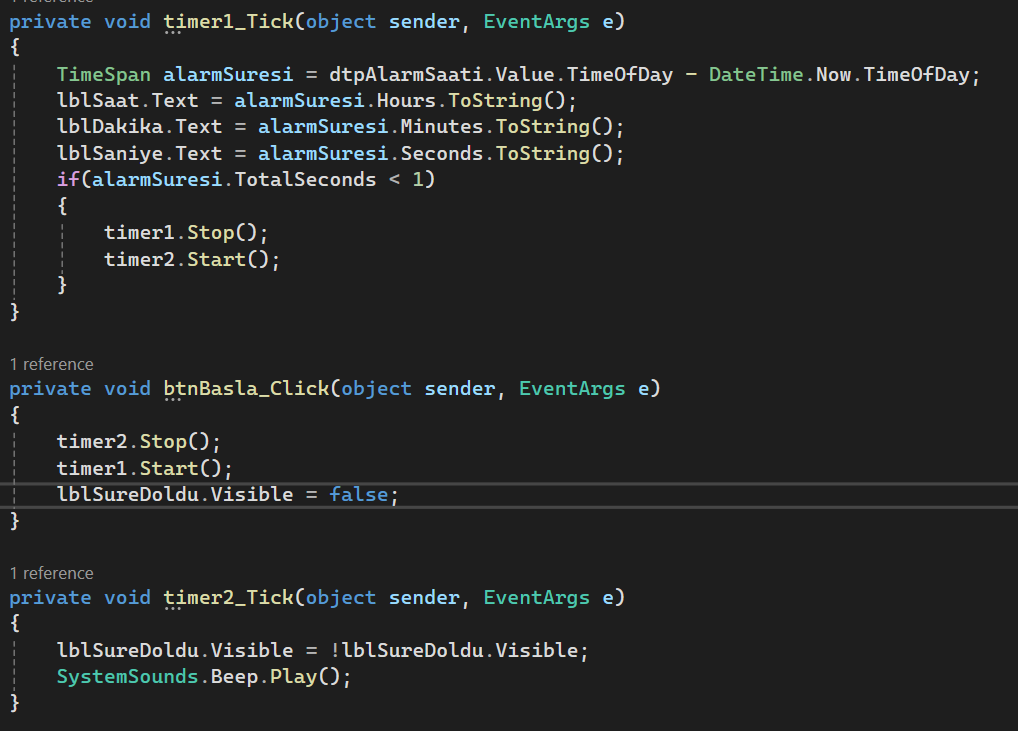 private void timer1_Tick(object sender, EventArgs e)
{
    TimeSpan alarmSuresi = dtpAlarmSaati.Value.TimeOfDay - DateTime.Now.TimeOfDay;
    lblSaat.Text = alarmSuresi.Hours.ToString();
    lblDakika.Text = alarmSuresi.Minutes.ToString();
    lblSaniye.Text = alarmSuresi.Seconds.ToString();
    if(alarmSuresi.TotalSeconds < 1)
    {
        timer1.Stop();
        timer2.Start();
    }
}
1 reference
private void btnBasla_Click(object sender, EventArgs e)
{
    timer2.Stop();
    timer1.Start();
    lblSureDoldu.Visible = false;
}
1 reference
private void timer2_Tick(object sender, EventArgs e)
{
    lblSureDoldu.Visible = !lblSureDoldu.Visible;
    SystemSounds.Beep.Play();
}